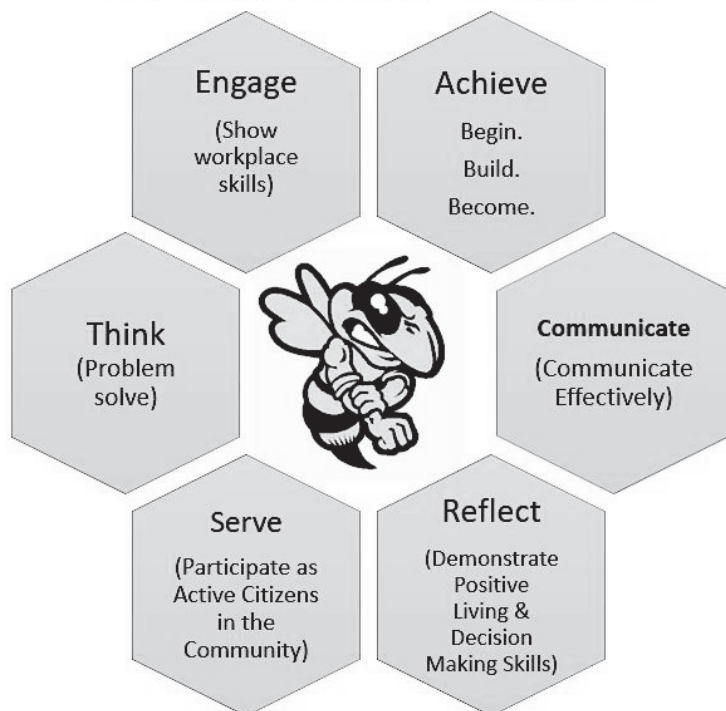 Engage
(Show
workplace
skills)
Achieve
Begin.
Build.
Become.
Think
(Problem
solve)
Communicate
(Communicate
Effectively)
Serve
(Participate as
Active Citizens
in the
Community)
Reflect
(Demonstrate
Positive
Living &
Decision
Making Skills)